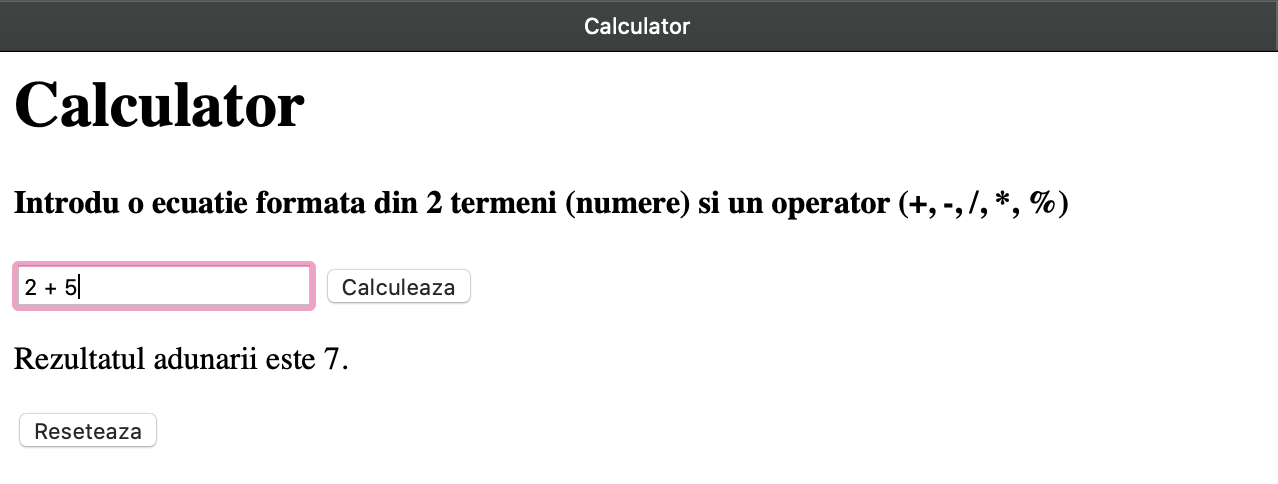 Calculator
Calculator
Introdu o ecuatie formata din 2 termeni (numere) si un operator (+, -, /, *, %)
2 + 5 Calculeaza
Rezultatul adunarii este 7.
Reseteaza